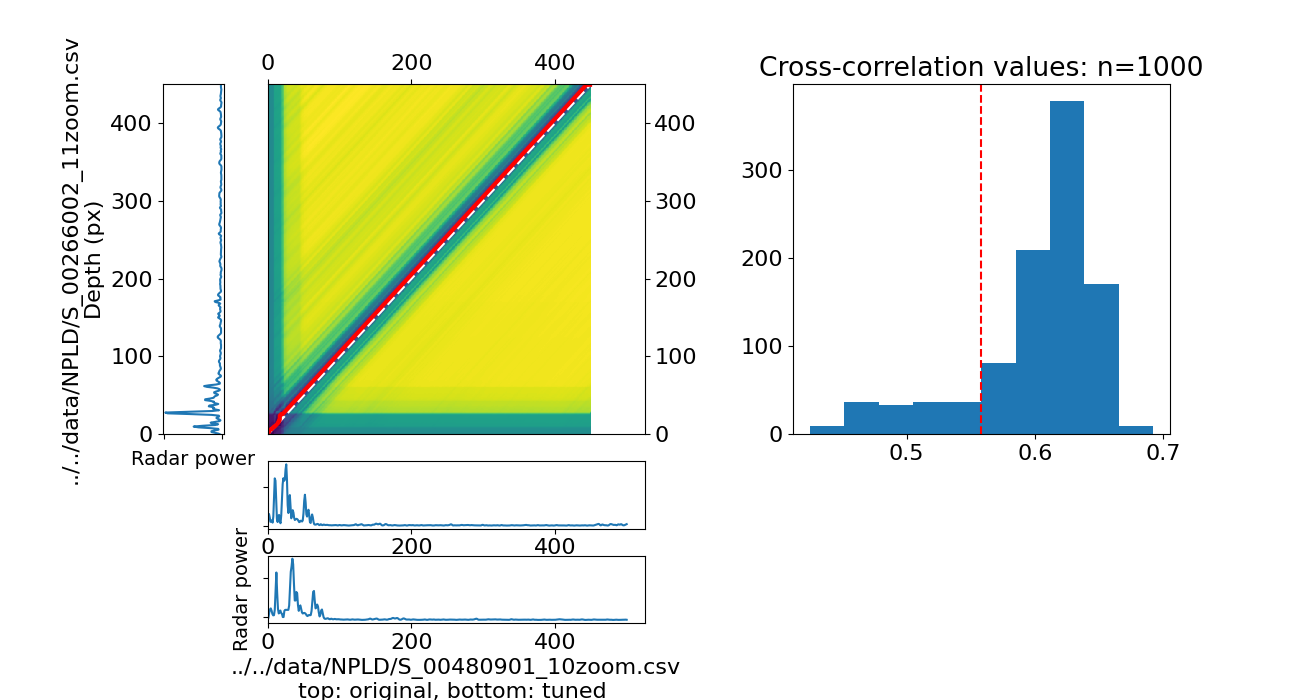 ../../data/NPLD/S_00266002_11zoom.csv
Depth (px)
0 200 400
400
300
200
100
0
Radar power
400
300
200
100
0
Cross-correlation values: n=1000
300
200
100
0
0.5 0.6 0.7
0 200 400
Radar power
0 200 400
../../data/NPLD/S_00480901_10zoom.csv
top: original, bottom: tuned